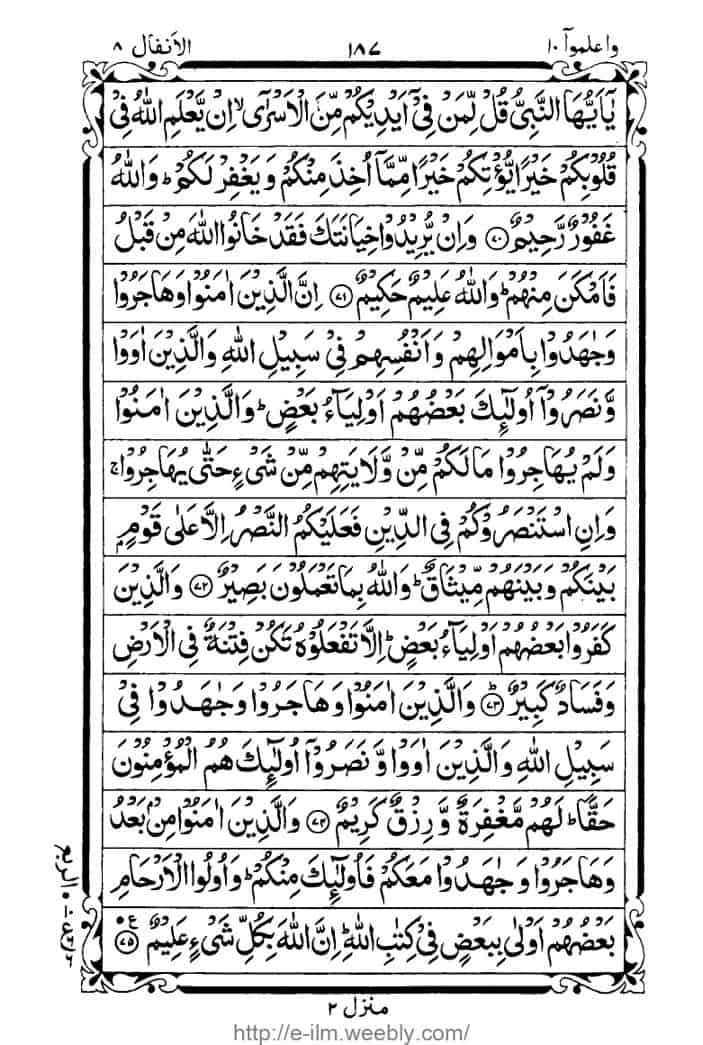 واعلموآ ١٠ ١٨٧ الانفال ٨
يٰۤاَيُّهَا النَّبِيُّ قُلْ لِّمَنْ فِيْۤ اَيْدِيْكُمْ مِّنَ الْاَسْرٰۤى ۙ اِنْ يَّعْلَمِ اللّٰهُ فِيْ
قُلُوْبِكُمْ خَيْرًا يُّؤْتِكُمْ خَيْرًا مِّمَّاۤ اُخِذَ مِنْكُمْ وَيَغْفِرْ لَكُمْ ؕ وَاللّٰهُ
غَفُوْرٌ رَّحِيْمٌ ۝٧٠ وَاِنْ يُّرِيْدُوْا خِيَانَتَكَ فَقَدْ خَانُوا اللّٰهَ مِنْ قَبْلُ
فَاَمْكَنَ مِنْهُمْ ؕ وَاللّٰهُ عَلِيْمٌ حَكِيْمٌ ۝٧١ اِنَّ الَّذِيْنَ اٰمَنُوْا وَهَاجَرُوْا
وَجٰهَدُوْا بِاَمْوَالِهِمْ وَاَنْفُسِهِمْ فِيْ سَبِيْلِ اللّٰهِ وَالَّذِيْنَ اٰوَوْا
وَّنَصَرُوْۤا اُولٰٓئِكَ بَعْضُهُمْ اَوْلِيَآءُ بَعْضٍ ؕ وَالَّذِيْنَ اٰمَنُوْا
وَلَمْ يُهَاجِرُوْا مَا لَكُمْ مِّنْ وَّلَايَتِهِمْ مِّنْ شَيْءٍ حَتّٰى يُهَاجِرُوْا ۚ
وَاِنِ اسْتَنْصَرُوْكُمْ فِي الدِّيْنِ فَعَلَيْكُمُ النَّصْرُ اِلَّا عَلٰى قَوْمٍۭ
بَيْنَكُمْ وَبَيْنَهُمْ مِّيْثَاقٌ ؕ وَاللّٰهُ بِمَا تَعْمَلُوْنَ بَصِيْرٌ ۝٧٢ وَالَّذِيْنَ
كَفَرُوْا بَعْضُهُمْ اَوْلِيَآءُ بَعْضٍ ؕ اِلَّا تَفْعَلُوْهُ تَكُنْ فِتْنَةٌ فِي الْاَرْضِ
وَفَسَادٌ كَبِيْرٌ ۝٧٣ؕ وَالَّذِيْنَ اٰمَنُوْا وَهَاجَرُوْا وَجٰهَدُوْا فِيْ
سَبِيْلِ اللّٰهِ وَالَّذِيْنَ اٰوَوْا وَّنَصَرُوْۤا اُولٰٓئِكَ هُمُ الْمُؤْمِنُوْنَ
حَقًّا ؕ لَهُمْ مَّغْفِرَةٌ وَّرِزْقٌ كَرِيْمٌ ۝٧٤ وَالَّذِيْنَ اٰمَنُوْا مِنْۢ بَعْدُ
وَهَاجَرُوْا وَجٰهَدُوْا مَعَكُمْ فَاُولٰٓئِكَ مِنْكُمْ ؕ وَاُولُوا الْاَرْحَامِ
بَعْضُهُمْ اَوْلٰى بِبَعْضٍ فِيْ كِتٰبِ اللّٰهِ ؕ اِنَّ اللّٰهَ بِكُلِّ شَيْءٍ عَلِيْمٌ ۝٧٥ ع
الربع
منزل ٢
http://e-ilm.weebly.com/